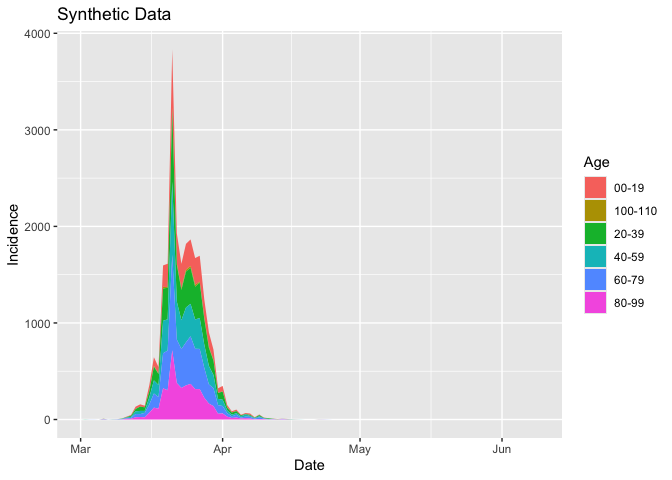 Synthetic Data
4000
3000
2000
1000
0
Incidence
Mar
Apr
May
Jun
Date
Age
00-19
100-110
20-39
40-59
60-79
80-99